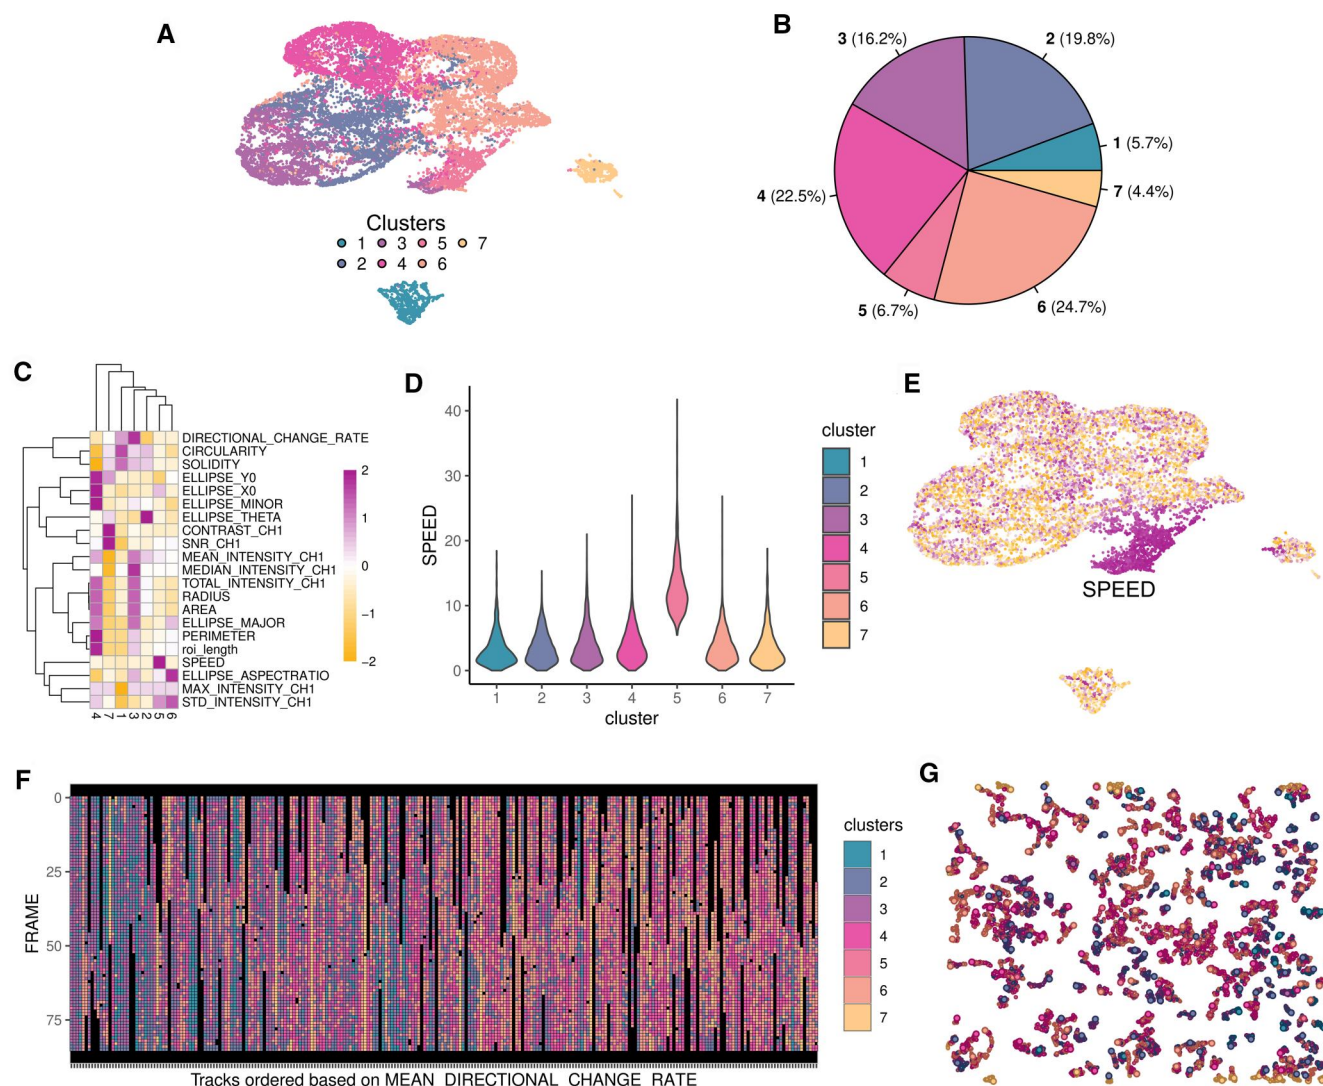 A
Clusters
1 3 5 7
2 4 6
B
3 (16.2%)
2 (19.8%)
1 (5.7%)
7 (4.4%)
4 (22.5%)
5 (6.7%)
6 (24.7%)
C
DIRECTIONAL_CHANGE_RATE
CIRCULARITY
SOLIDITY
ELLIPSE_Y0
ELLIPSE_X0
ELLIPSE_MINOR
ELLIPSE_THETA
CONTRAST_CH1
SNR_CH1
MEAN_INTENSITY_CH1
MEDIAN_INTENSITY_CH1
TOTAL_INTENSITY_CH1
RADIUS
AREA
ELLIPSE_MAJOR
PERIMETER
roi_length
SPEED
ELLIPSE_ASPECTRATIO
MAX_INTENSITY_CH1
STD_INTENSITY_CH1
4 7 1 3 2 5 6
2
1
0
−1
−2
D
SPEED
40
30
20
10
0
1 2 3 4 5 6 7
cluster
cluster
1
2
3
4
5
6
7
E
SPEED
F
FRAME
0
25
50
75
Tracks ordered based on MEAN_DIRECTIONAL_CHANGE_RATE
clusters
1
2
3
4
5
6
7
G